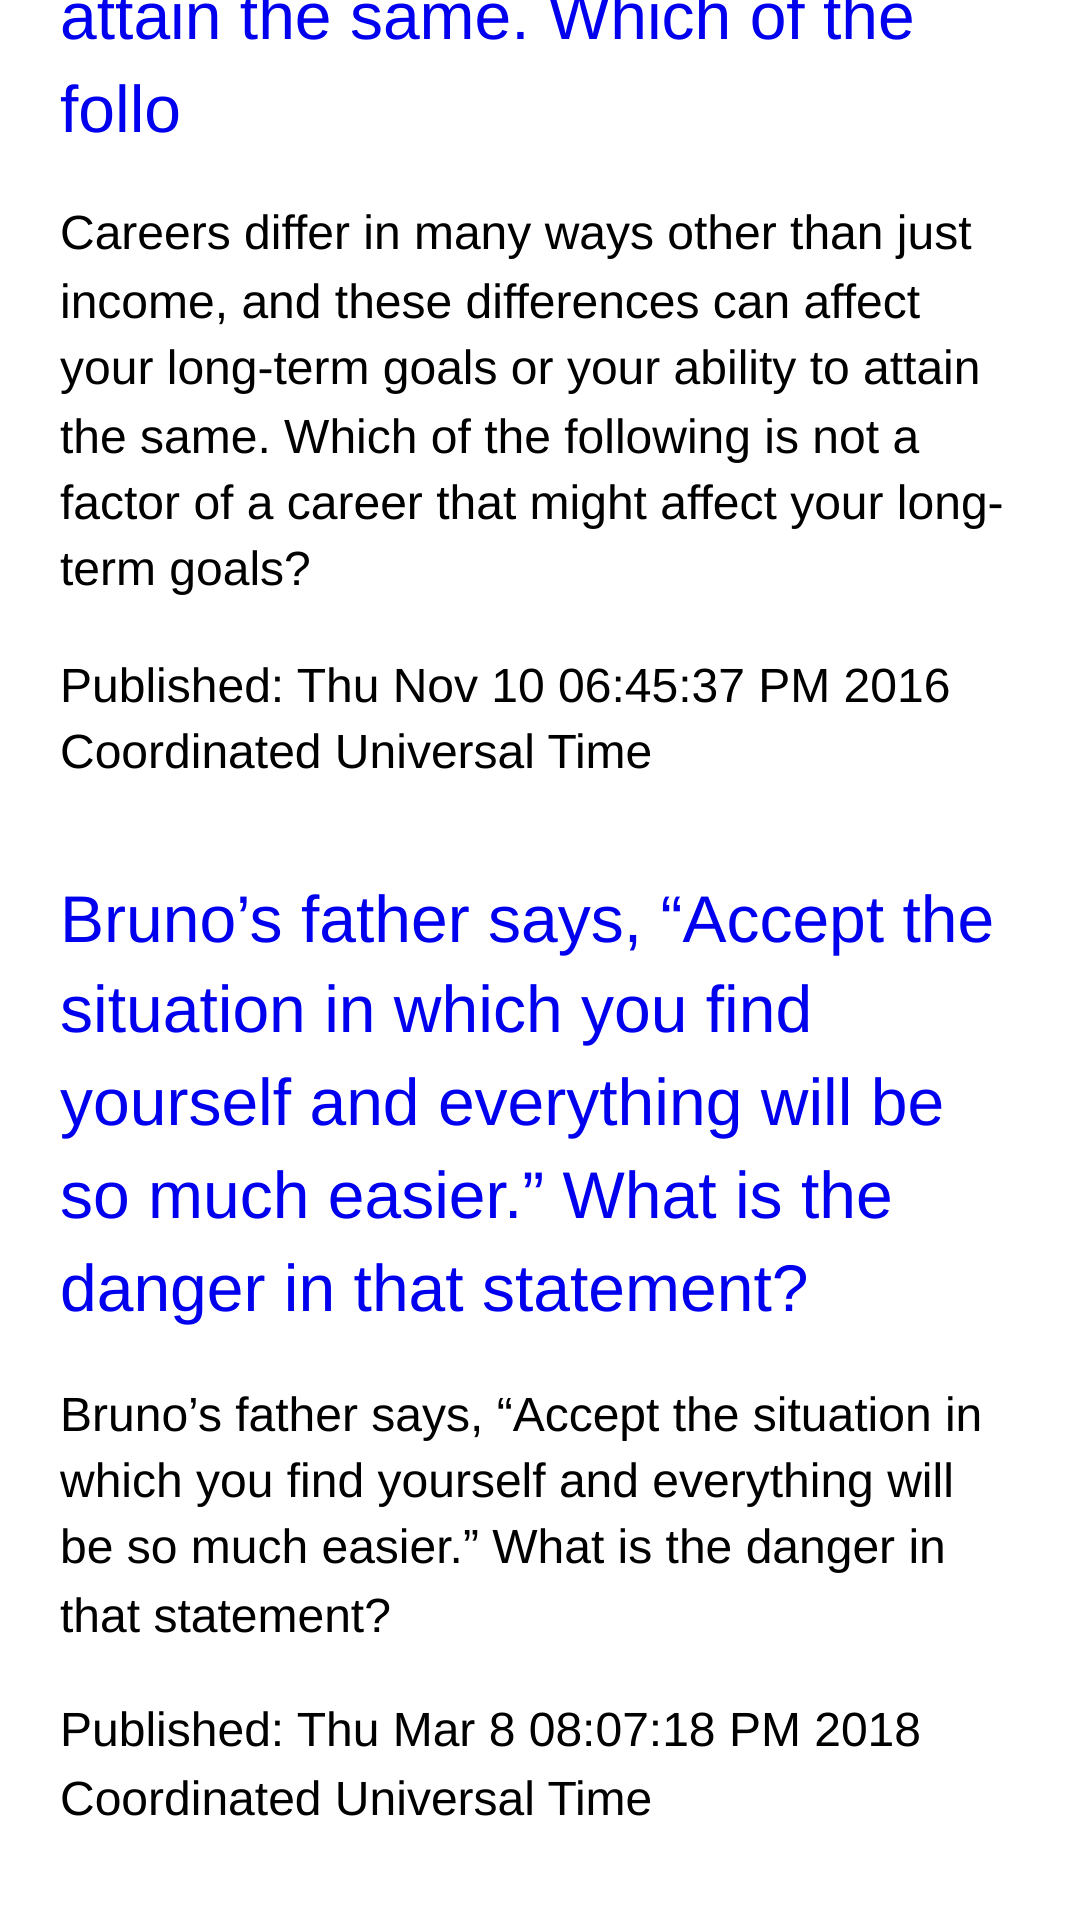 attain the same. Which of the
follo
Careers differ in many ways other than just
income, and these differences can affect
your long-term goals or your ability to attain
the same. Which of the following is not a
factor of a career that might affect your long-
term goals?
Published: Thu Nov 10 06:45:37 PM 2016
Coordinated Universal Time
Bruno’s father says, “Accept the
situation in which you find
yourself and everything will be
so much easier.” What is the
danger in that statement?
Bruno’s father says, “Accept the situation in
which you find yourself and everything will
be so much easier.” What is the danger in
that statement?
Published: Thu Mar 8 08:07:18 PM 2018
Coordinated Universal Time